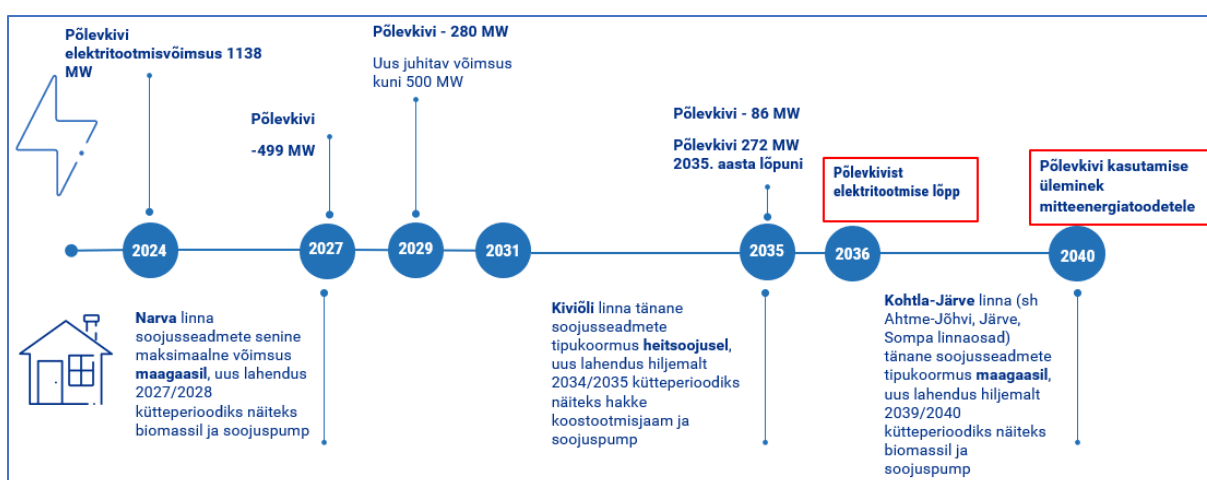 Põlevkivi
elektritootmisvõimsus 1138
MW
Põlevkivi
-499 MW
Põlevkivi - 280 MW
Uus juhitav võimsus
kuni 500 MW
Põlevkivi - 86 MW
Põlevkivi 272 MW
2035. aasta lõpuni
Põlevkivist
elektritootmise lõpp
Põlevkivi kasutamise
üleminek
mitteenergiatoodetele
2024
2027
2029
2031
2035
2036
2040
Narva linna
soojusseadmete senine
maksimaalne võimsus
maagaasil, uus lahendus
2027/2028
kütteperioodiks näiteks
biomassil ja soojuspump
Kiviõli linna tänane
soojusseadmete
tipukoormus heitsoojusel,
uus lahendus hiljemalt
2034/2035 kütteperioodiks
näiteks hakke
koostootmisjaam ja
soojuspump
Kohtla-Järve linna (sh
Ahtme-Jõhvi, Järve,
Sompa linnaosad)
tänane soojusseadmete
tipukoormus maagaasil,
uus lahendus hiljemalt
2039/2040
kütteperioodiks näiteks
biomassil ja
soojuspump